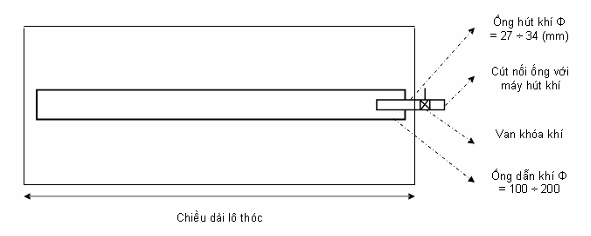 Ống hút khí Φ
= 27 ÷ 34 (mm)
Cút nối ống với
máy hút khí
Van khóa khí
Ống dẫn khí Φ
= 100 ÷ 200
Chiều dài lô thóc